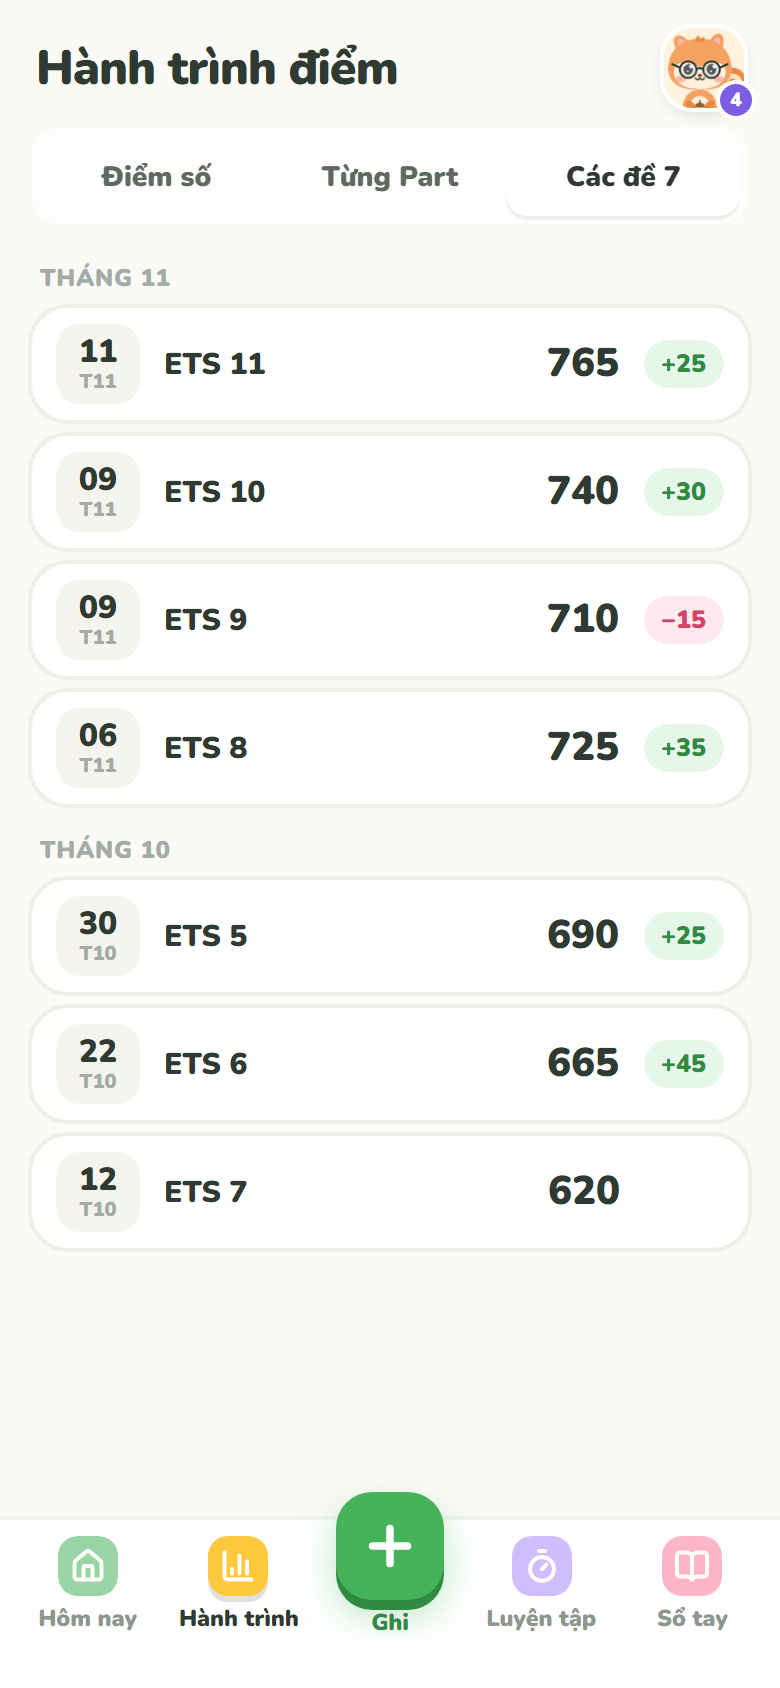 Hành trình điểm
4
Điểm số Từng Part Các đề 7
THÁNG 11
11
T11
ETS 11 765 +25
09
T11
ETS 10 740 +30
09
T11
ETS 9 710 −15
06
T11
ETS 8 725 +35
THÁNG 10
30
T10
ETS 5 690 +25
22
T10
ETS 6 665 +45
12
T10
ETS 7 620
Hôm nay Hành trình Ghi Luyện tập Sổ tay